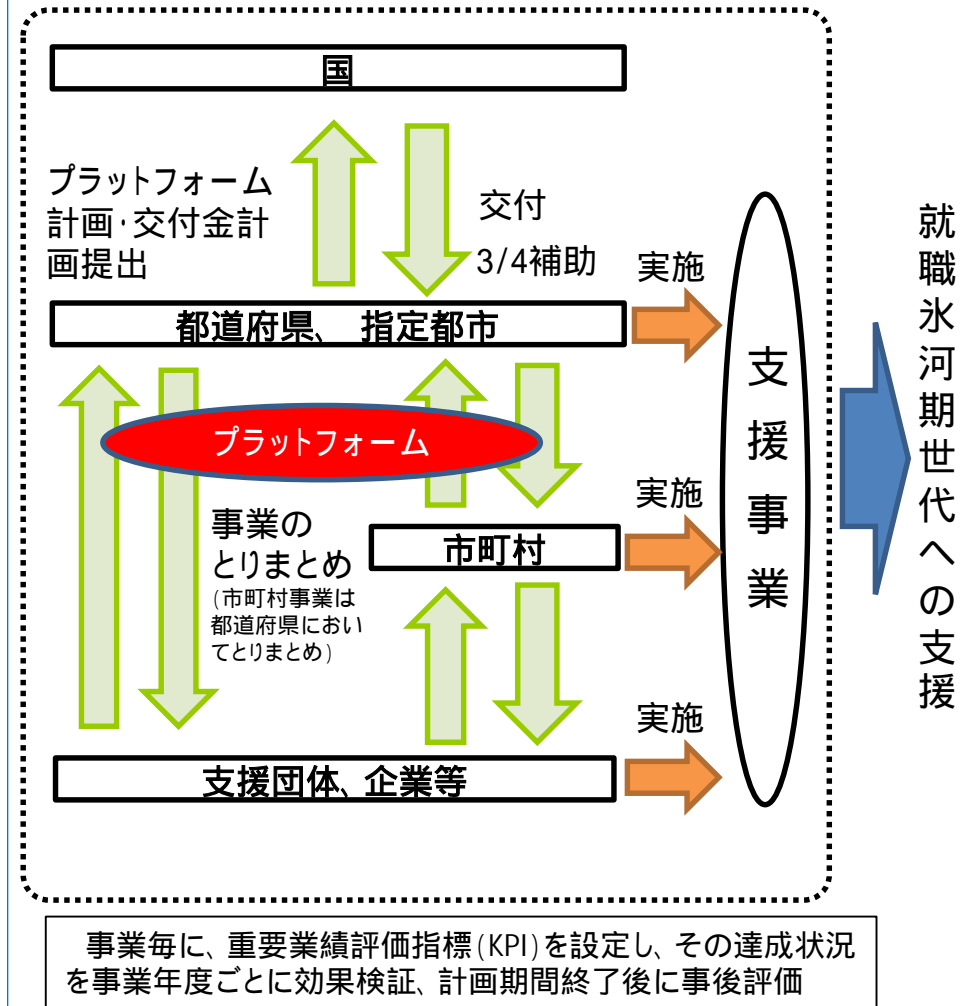 国
プラットフォーム
計画･交付金計
画提出
交付
3/4補助
実施
都道府県、 指定都市
プラットフォーム
事業の
とりまとめ
(市町村事業は
都道府県におい
てとりまとめ)
実施
市町村
実施
支援団体、企業等
支援事業
就職氷河期世代への支援
事業毎に、重要業績評価指標(KPI)を設定し、その達成状況
を事業年度ごとに効果検証、計画期間終了後に事後評価